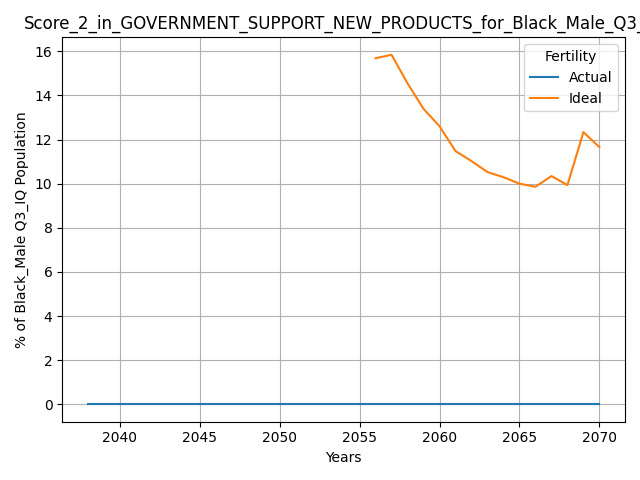 Score_2_in_GOVERNMENT_SUPPORT_NEW_PRODUCTS_for_Black_Male_Q3_
Fertility
Actual
Ideal
16
14
12
10
8
6
4
2
0
% of Black_Male Q3_IQ Population
2040 2045 2050 2055 2060 2065 2070
Years